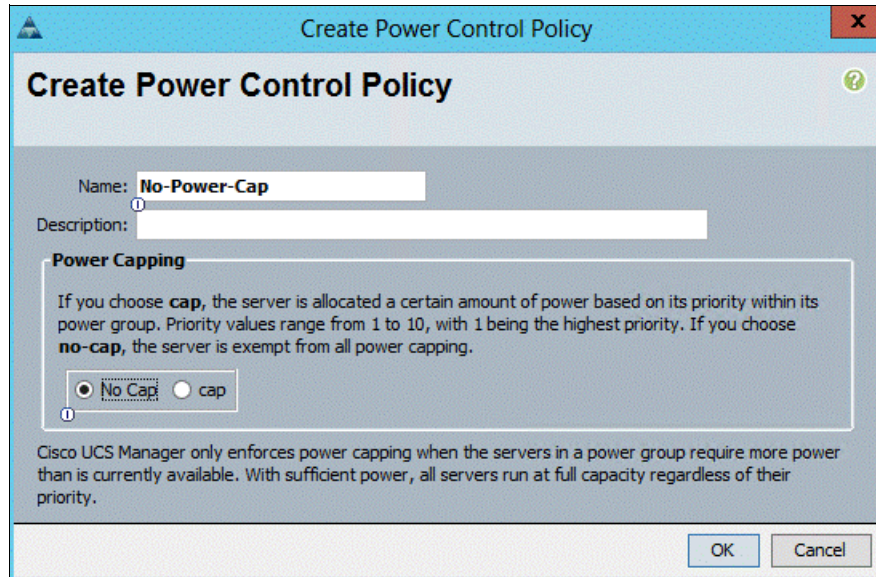 Create Power Control Policy
x
Create Power Control Policy
?
Name: No-Power-Cap
Description:
Power Capping
If you choose cap, the server is allocated a certain amount of power based on its priority within its
power group. Priority values range from 1 to 10, with 1 being the highest priority. If you choose
no-cap, the server is exempt from all power capping.
No Cap cap
Cisco UCS Manager only enforces power capping when the servers in a power group require more power
than is currently available. With sufficient power, all servers run at full capacity regardless of their
priority.
OK Cancel